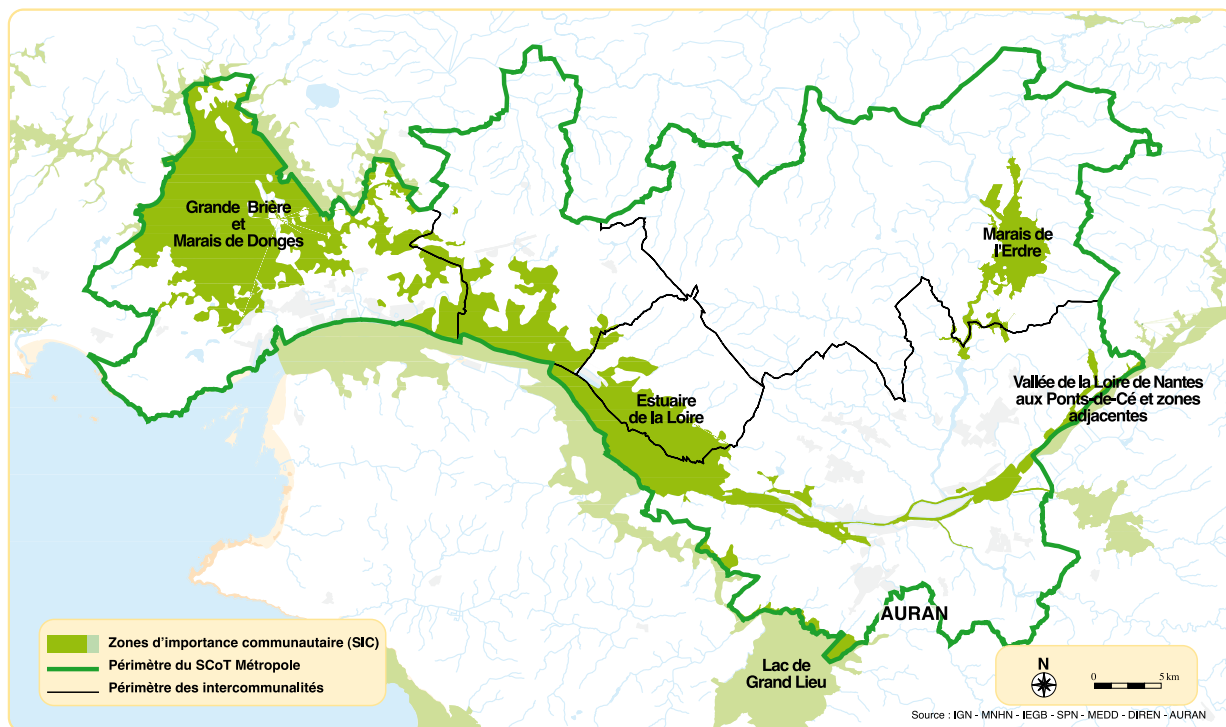 Grande Brière
et
Marais de Donges
Marais de
l'Erdre
Vallée de la Loire de Nantes
aux Ponts-de-Cé et zones
adjacentes
Estuaire
de la Loire
AURAN
Lac de
Grand Lieu
Zones d'importance communautaire (SIC)
Périmètre du SCoT Métropole
Périmètre des intercommunalités
N
0 5 km
Source : IGN - MNHN - IEGB - SPN - MEDD - DIREN - AURAN